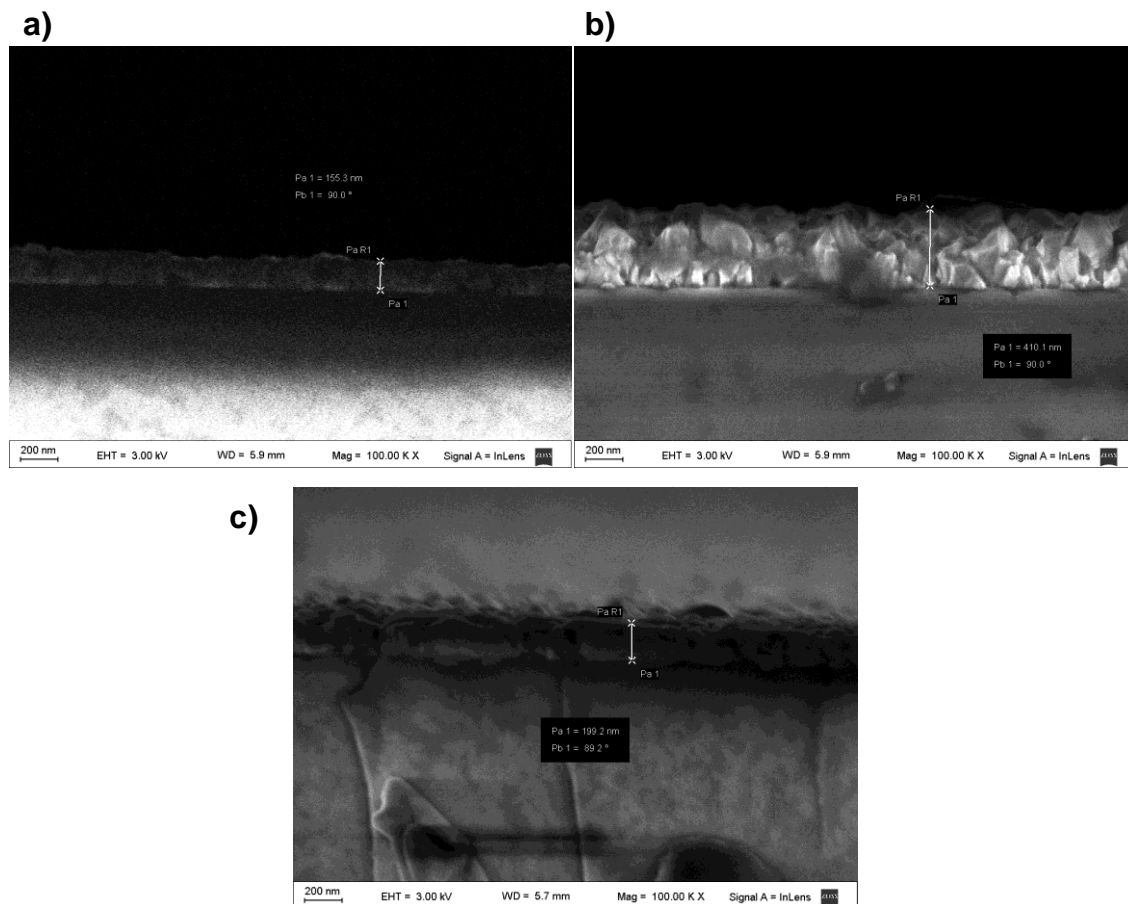 a)
Pa 1 = 155.3 nm
Pb 1 = 90.0 °
Pa R1
Pa 1
200 nm
EHT = 3.00 kV
WD = 5.9 mm
Mag = 100.00 K X
Signal A = InLens
ZEISS
b)
Pa R1
Pa 1
Pa 1 = 410.1 nm
Pb 1 = 90.0 °
200 nm
EHT = 3.00 kV
WD = 5.9 mm
Mag = 100.00 K X
Signal A = InLens
ZEISS
c)
Pa R1
Pa 1
Pa 1 = 199.2 nm
Pb 1 = 89.2 °
200 nm
EHT = 3.00 kV
WD = 5.7 mm
Mag = 100.00 K X
Signal A = InLens
ZEISS